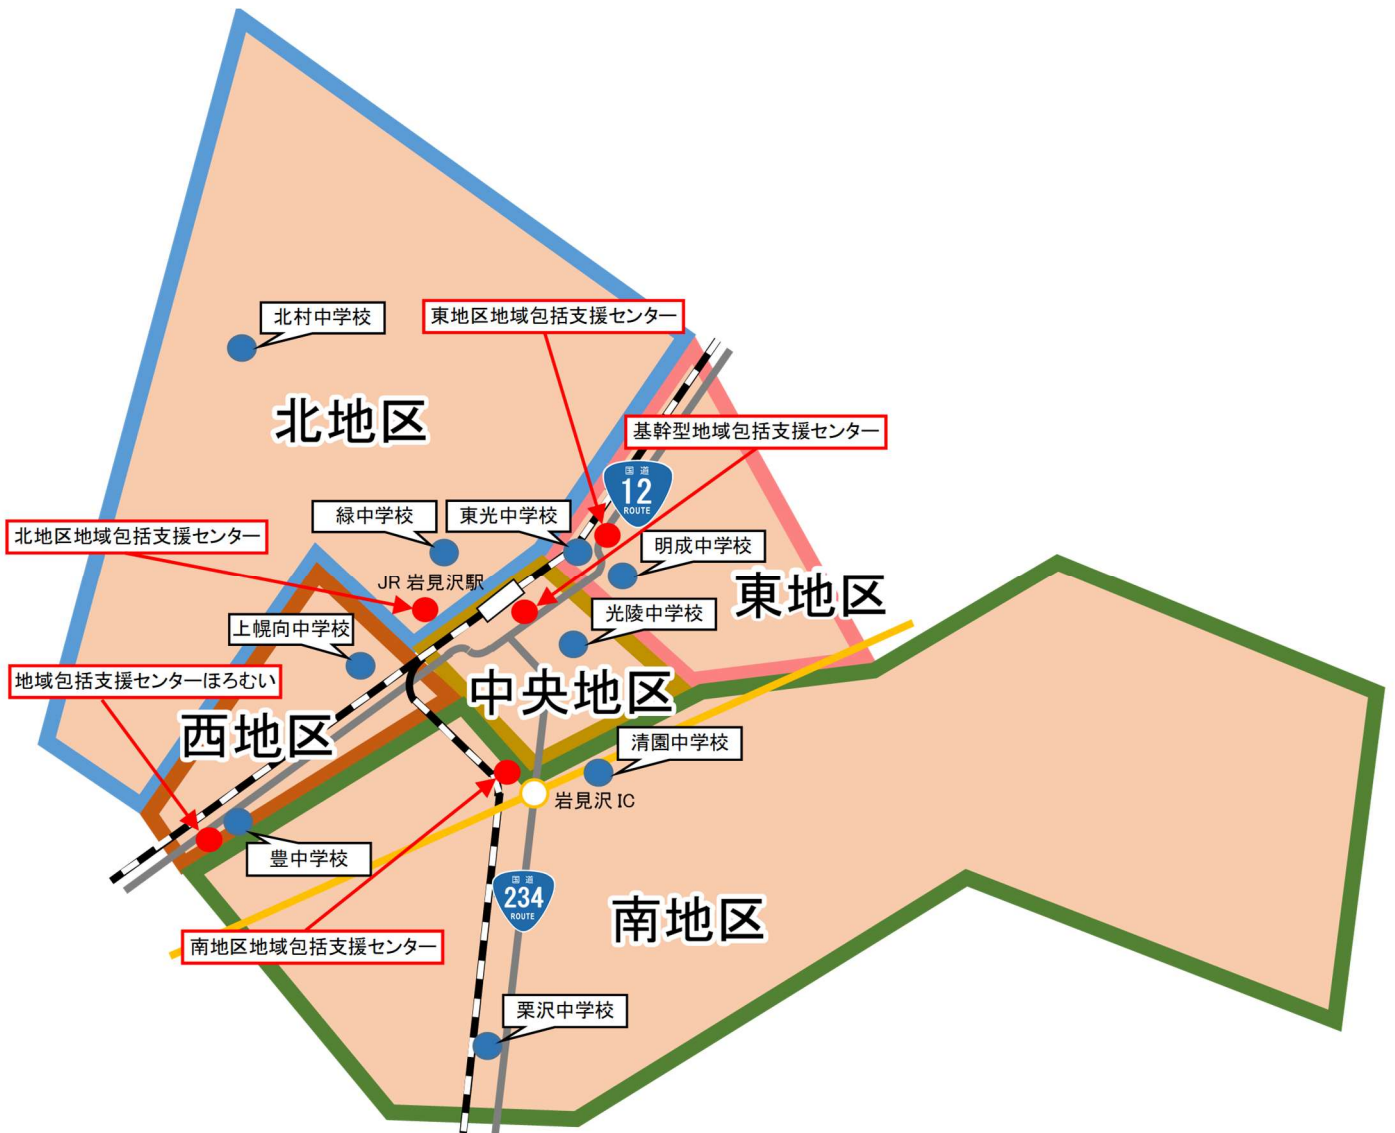 北村中学校
東地区地域包括支援センター
北地区
基幹型地域包括支援センター
国道
12
ROUTE
緑中学校
東光中学校
北地区地域包括支援センター
明成中学校
JR 岩見沢駅
東地区
上幌向中学校
光陵中学校
地域包括支援センターほろむい
中央地区
西地区
清園中学校
岩見沢 IC
豊中学校
国道
234
ROUTE
南地区
南地区地域包括支援センター
栗沢中学校